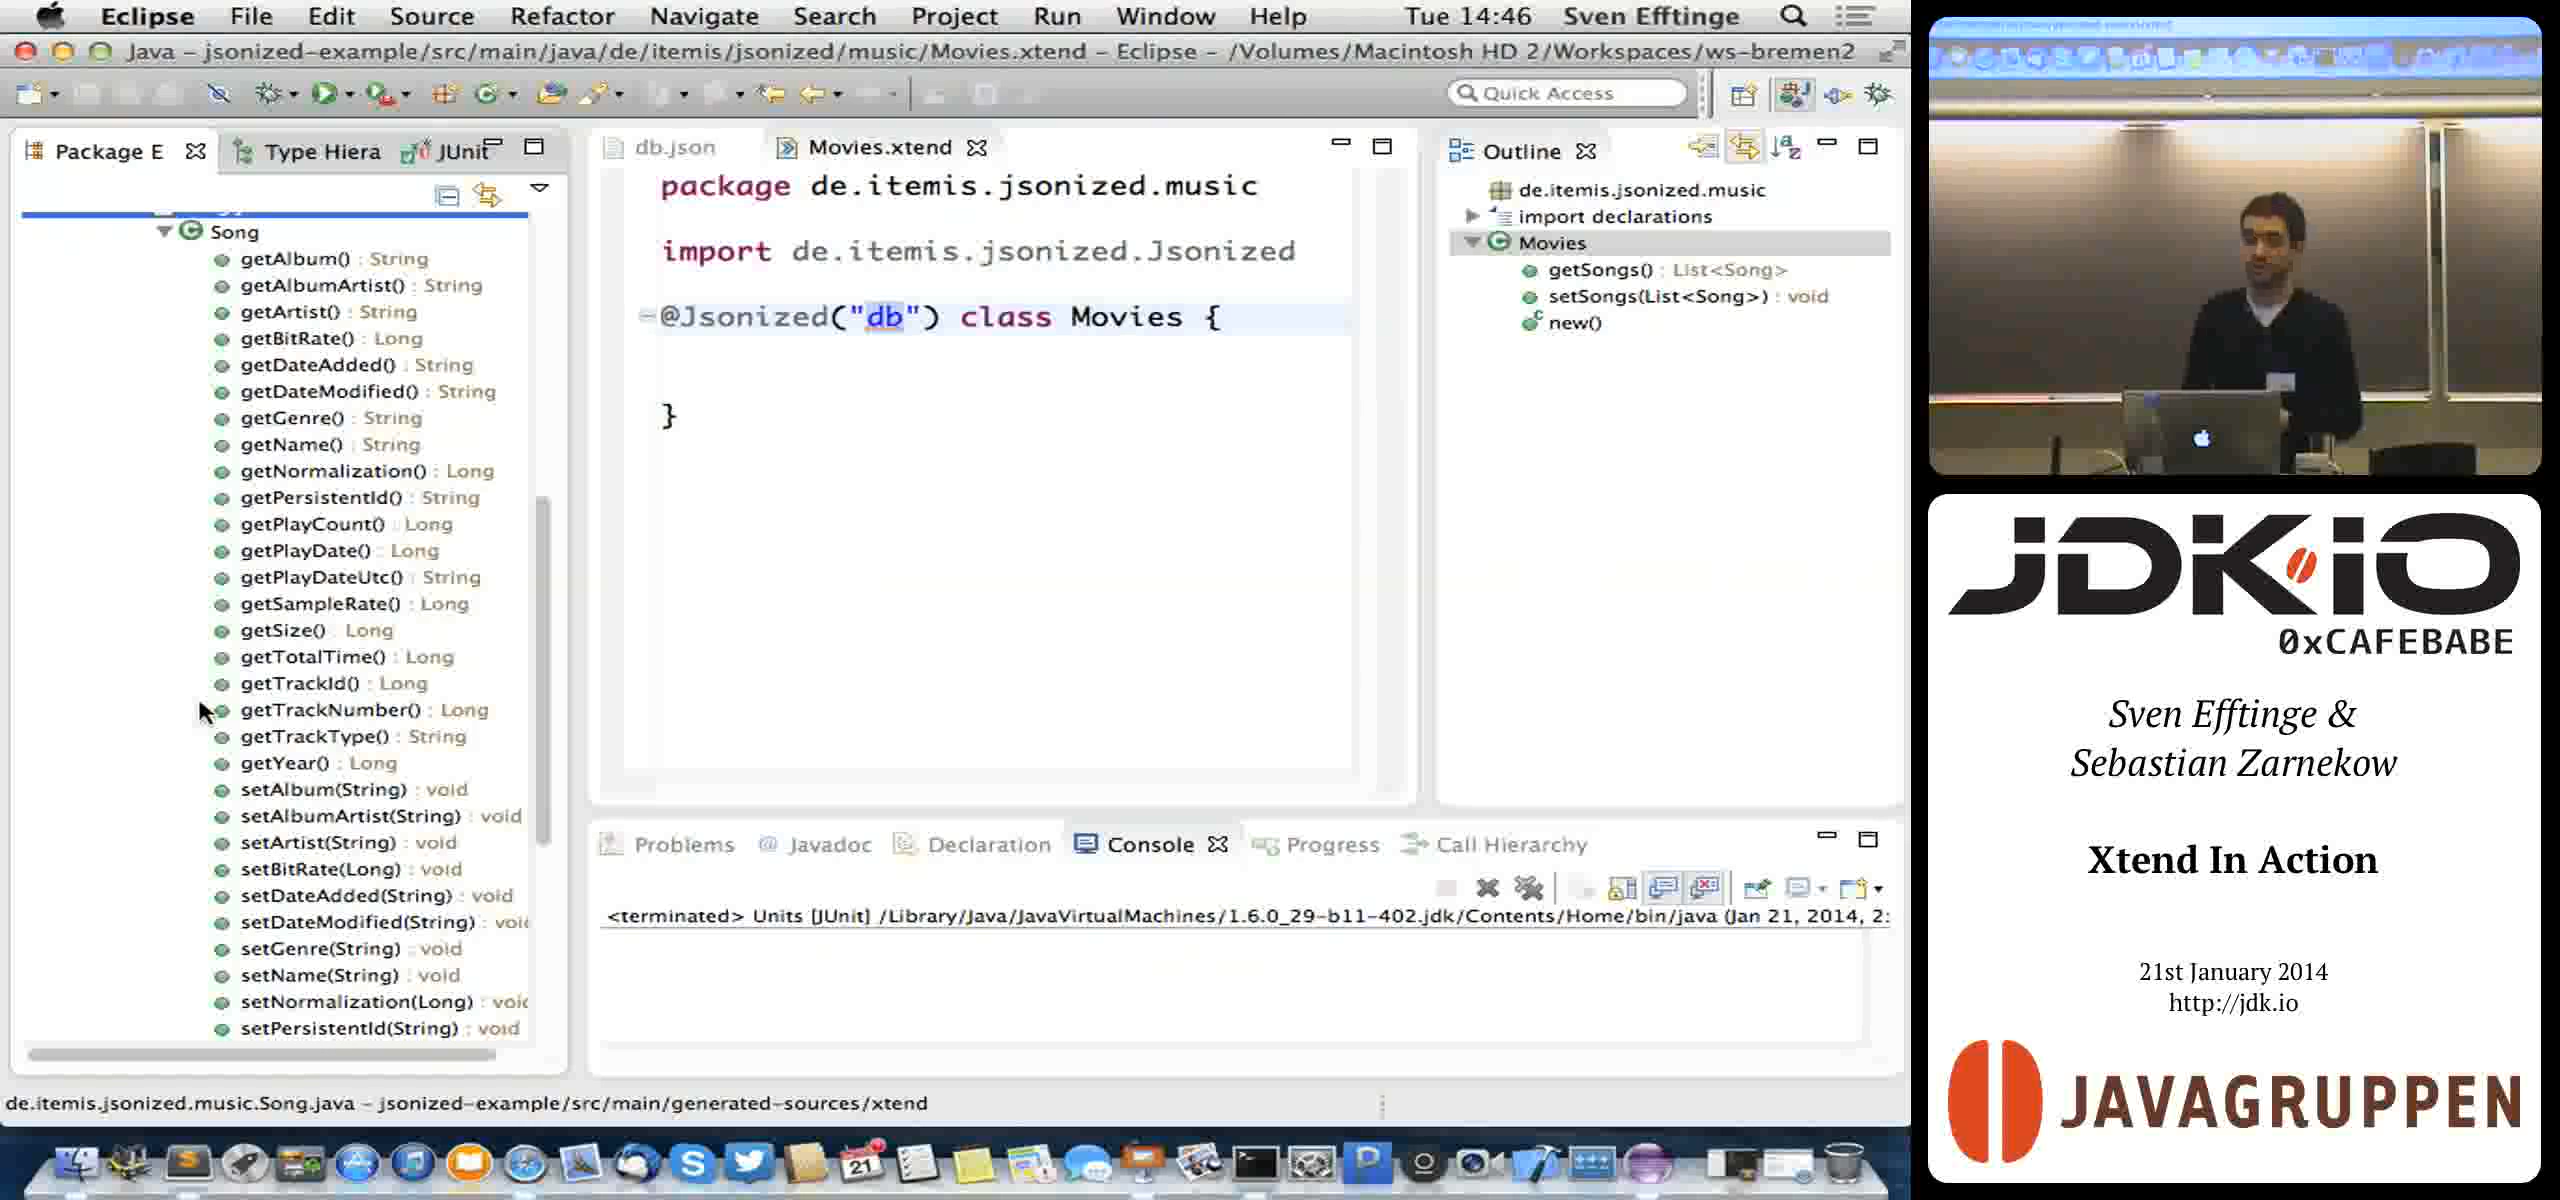 Eclipse File Edit Source Refactor Navigate Search Project Run Window Help Tue 14:46 Sven Efftinge
Java – jsonized-example/src/main/java/de/itemis/jsonized/music/Movies.xtend – Eclipse – /Volumes/Macintosh HD 2/Workspaces/ws-bremen2
Quick Access
Package E Type Hiera JUnit
Song
getAlbum() : String
getAlbumArtist() : String
getArtist() : String
getBitRate() : Long
getDateAdded() : String
getDateModified() : String
getGenre() : String
getName() : String
getNormalization() : Long
getPersistentId() : String
getPlayCount() : Long
getPlayDate() : Long
getPlayDateUtc() : String
getSampleRate() : Long
getSize() : Long
getTotalTime() : Long
getTrackId() : Long
getTrackNumber() : Long
getTrackType() : String
getYear() : Long
setAlbum(String) : void
setAlbumArtist(String) : void
setArtist(String) : void
setBitRate(Long) : void
setDateAdded(String) : void
setDateModified(String) : void
setGenre(String) : void
setName(String) : void
setNormalization(Long) : void
setPersistentId(String) : void
db.json Movies.xtend
package de.itemis.jsonized.music
import de.itemis.jsonized.Jsonized
@Jsonized("db") class Movies {
}
Outline
de.itemis.jsonized.music
import declarations
Movies
getSongs() : List<Song>
setSongs(List<Song>) : void
new()
Problems @ Javadoc Declaration Console Progress Call Hierarchy
<terminated> Units [JUnit] /Library/Java/JavaVirtualMachines/1.6.0_29-b11-402.jdk/Contents/Home/bin/java (Jan 21, 2014, 2:
de.itemis.jsonized.music.Song.java – jsonized-example/src/main/generated-sources/xtend
21
JDKiO
0xCAFEBABE
Sven Efftinge &
Sebastian Zarnekow
Xtend In Action
21st January 2014
http://jdk.io
JAVAGRUPPEN